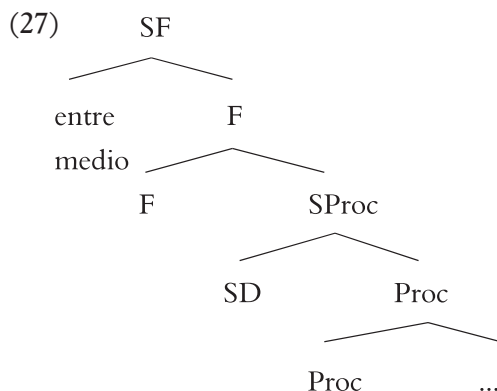 (27) SF
entre F
medio
F SProc
SD Proc
Proc ...